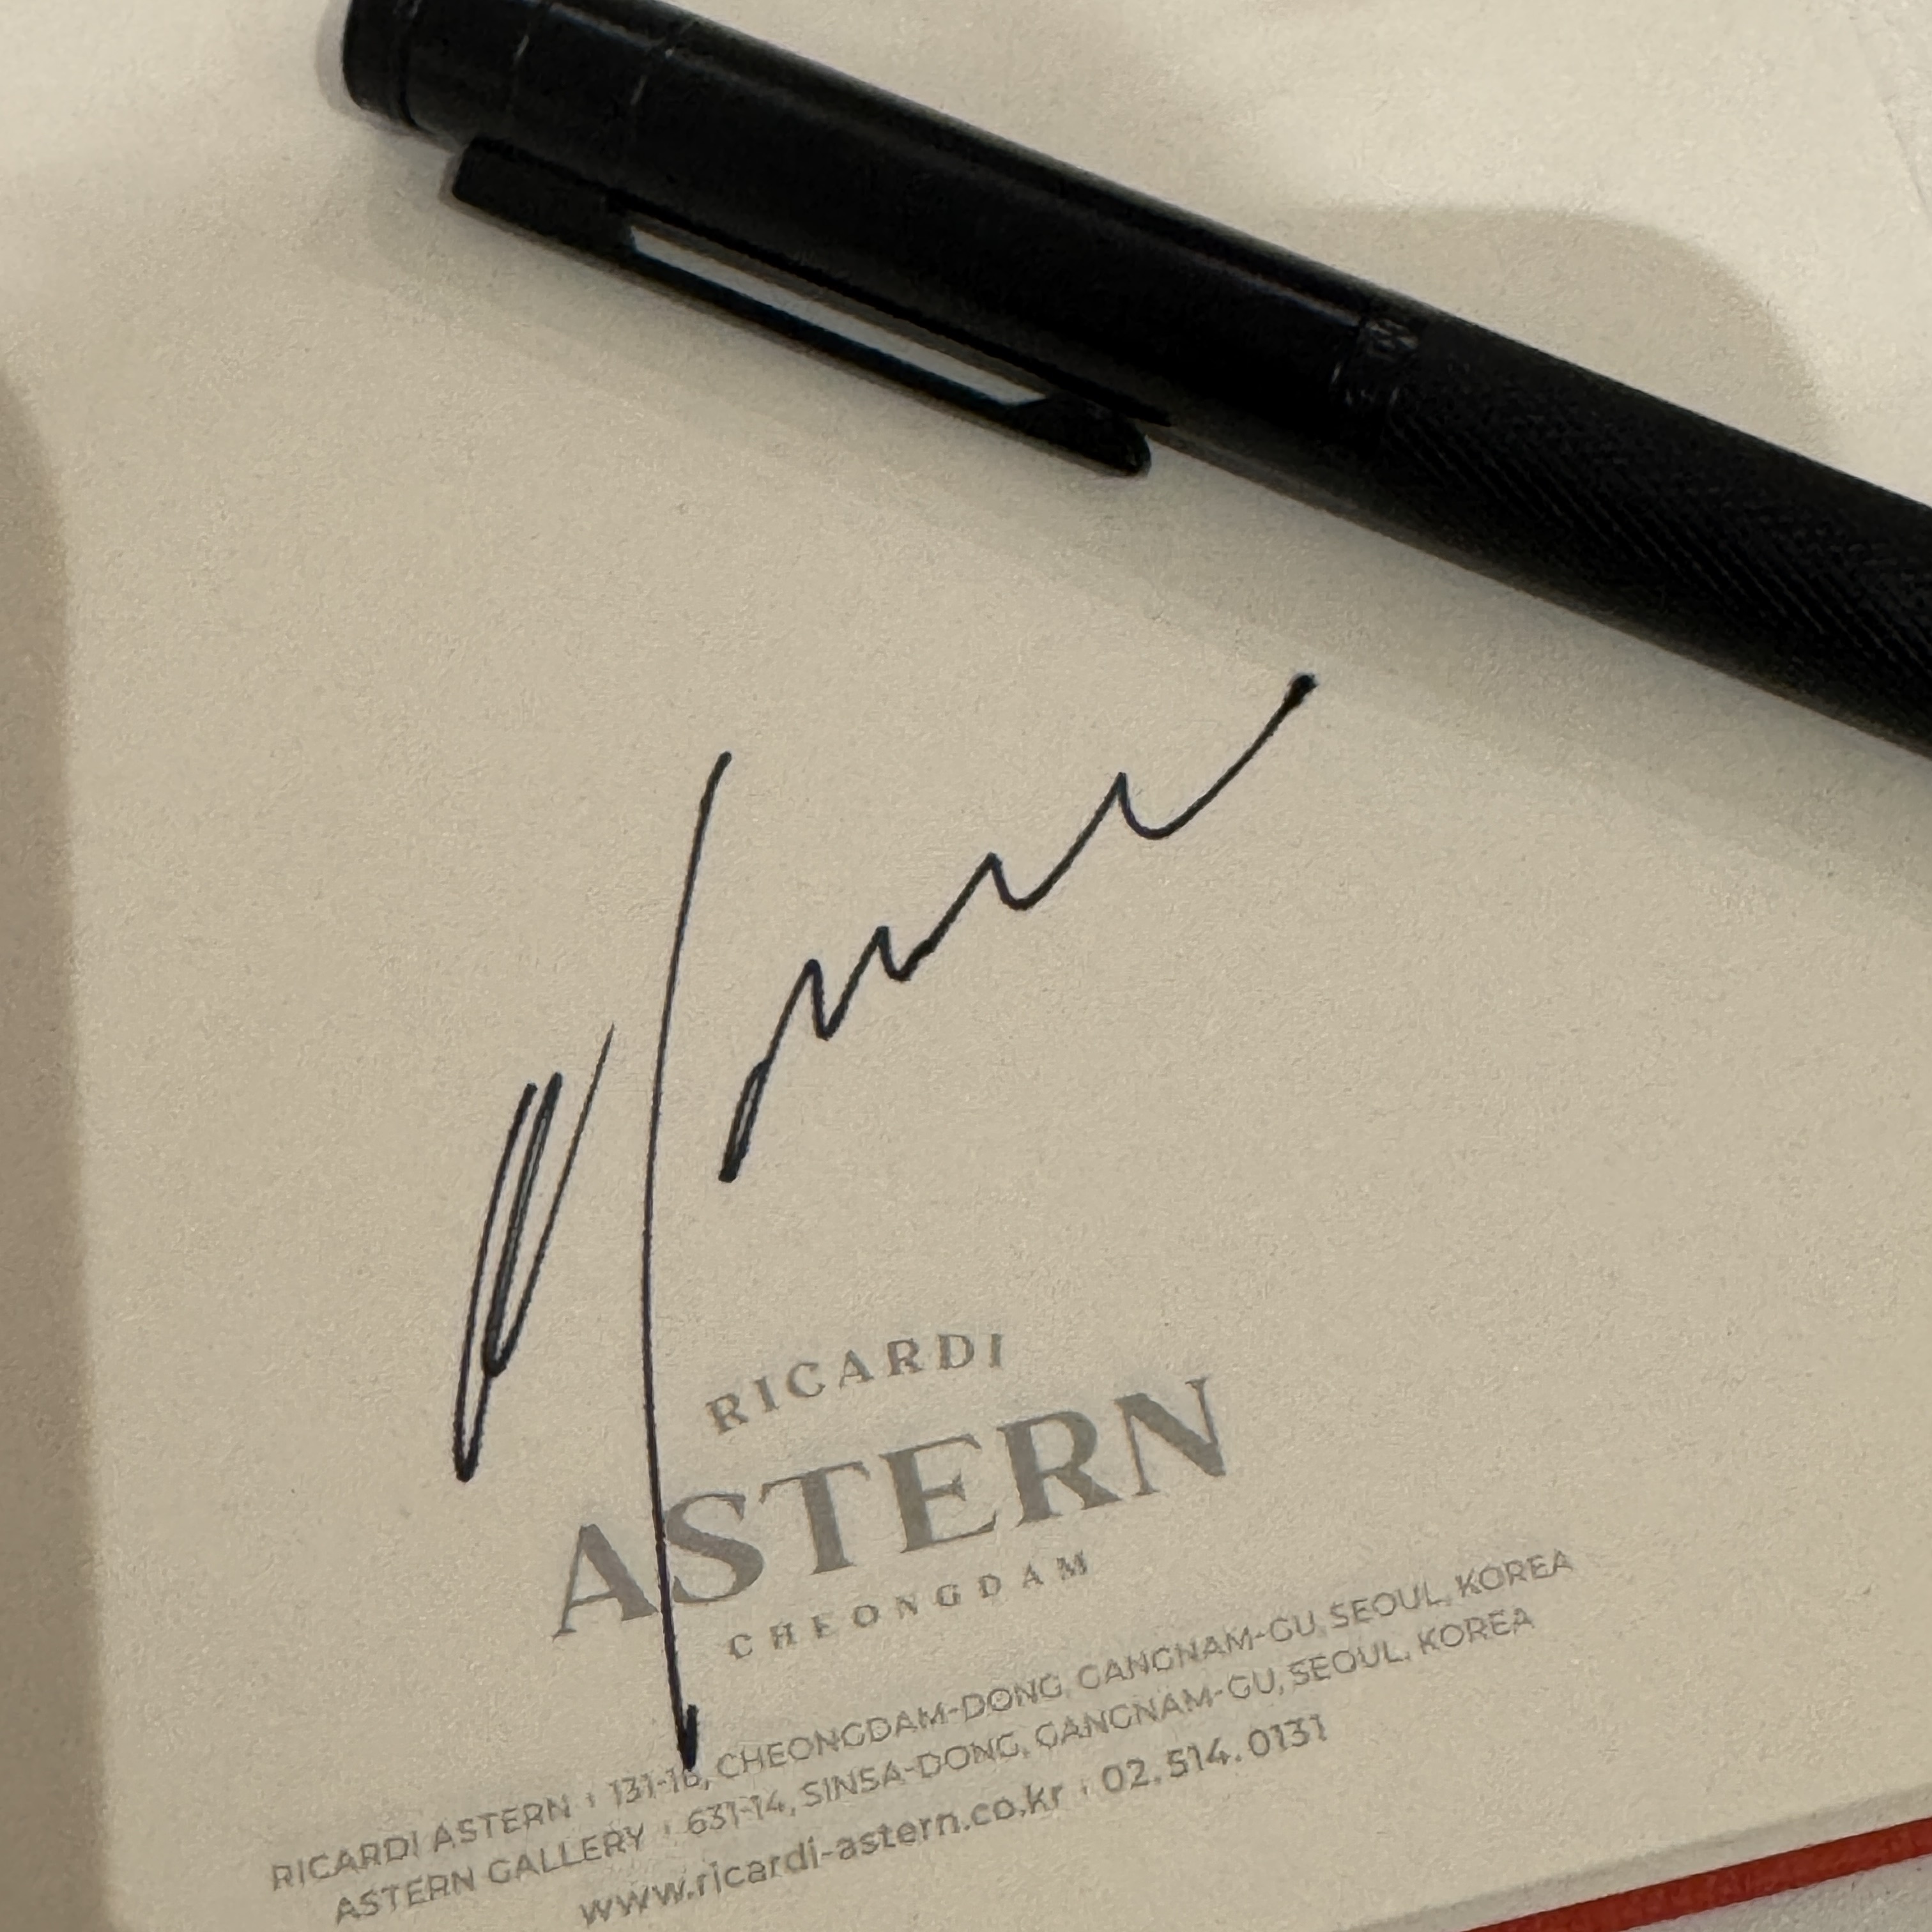 RICARDI
ASTERN
CHEONGDAM
RICARDI ASTERN | 131-16, CHEONGDAM-DONG, GANGNAM-GU, SEOUL, KOREA
ASTERN GALLERY | 631-14, SINSA-DONG, GANGNAM-GU, SEOUL, KOREA
www.ricardi-astern.co.kr | 02.514.0131